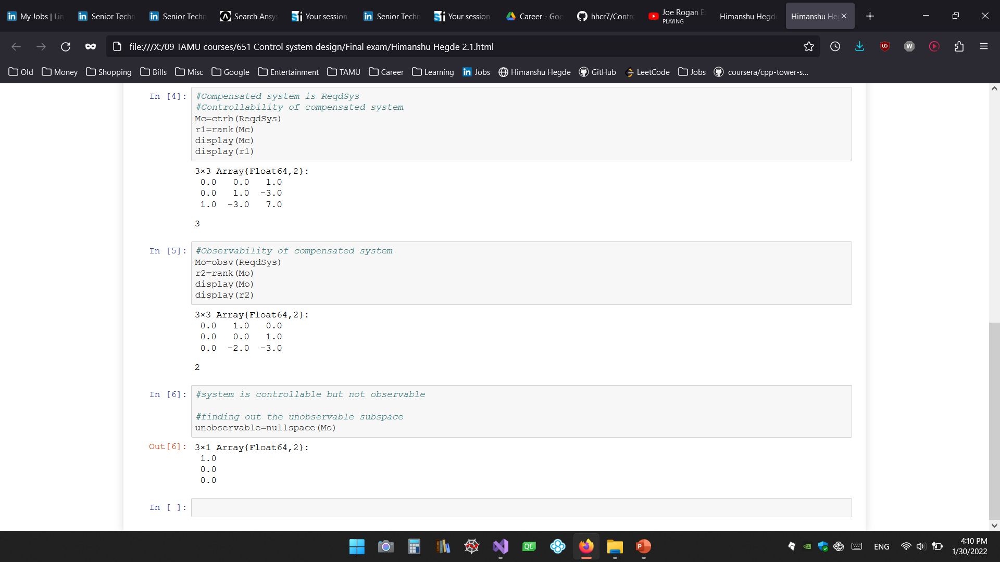 My Jobs | Lin
Senior Techn
Senior Techn
Search Ansys
Your session
Senior Techn
Your session
Career - Goo
hhcr7/Contro
Joe Rogan E
PLAYING
Himanshu Hegde
Himanshu He
file:///X:/09 TAMU courses/651 Control system design/Final exam/Himanshu Hegde 2.1.html
Old Money Shopping Bills Misc Google Entertainment TAMU Career Learning Jobs Himanshu Hegde GitHub LeetCode Jobs coursera/cpp-tower-s...
In [4]: #Compensated system is ReqdSys
#Controllability of compensated system
Mc=ctrb(ReqdSys)
r1=rank(Mc)
display(Mc)
display(r1)
3×3 Array{Float64,2}:
0.0 0.0 1.0
0.0 1.0 -3.0
1.0 -3.0 7.0
3
In [5]: #Observability of compensated system
Mo=obsv(ReqdSys)
r2=rank(Mo)
display(Mo)
display(r2)
3×3 Array{Float64,2}:
0.0 1.0 0.0
0.0 0.0 1.0
0.0 -2.0 -3.0
2
In [6]: #system is controllable but not observable
#finding out the unobservable subspace
unobservable=nullspace(Mo)
Out[6]: 3×1 Array{Float64,2}:
1.0
0.0
0.0
In [ ]:
QC
ENG
4:10 PM
1/30/2022